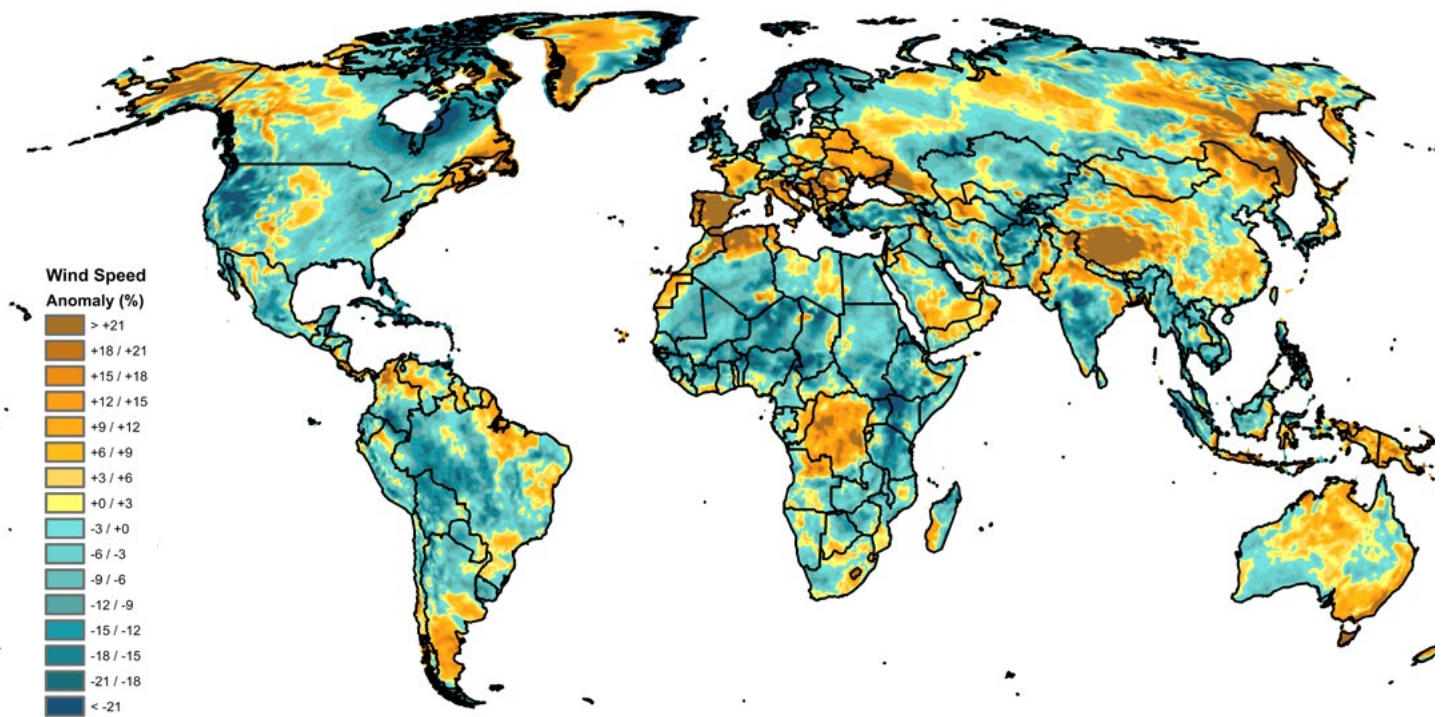 Wind Speed
Anomaly (%)
> +21
+18 / +21
+15 / +18
+12 / +15
+9 / +12
+6 / +9
+3 / +6
+0 / +3
-3 / +0
-6 / -3
-9 / -6
-12 / -9
-15 / -12
-18 / -15
-21 / -18
< -21